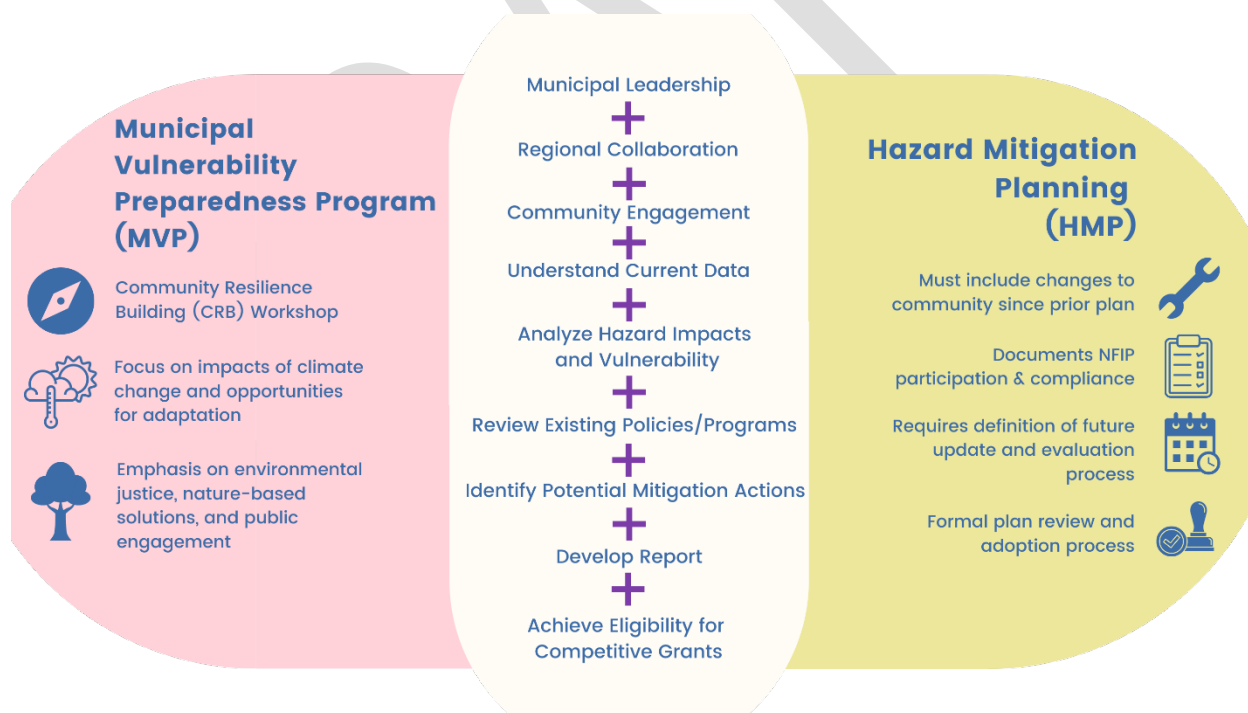 Municipal
Vulnerability
Preparedness Program
(MVP)
Community Resilience
Building (CRB) Workshop
Focus on impacts of climate
change and opportunities
for adaptation
Emphasis on environmental
justice, nature-based
solutions, and public
engagement
Municipal Leadership
+
Regional Collaboration
+
Community Engagement
+
Understand Current Data
+
Analyze Hazard Impacts
and Vulnerability
+
Review Existing Policies/Programs
+
Identify Potential Mitigation Actions
+
Develop Report
+
Achieve Eligibility for
Competitive Grants
Hazard Mitigation
Planning
(HMP)
Must include changes to
community since prior plan
Documents NFIP
participation & compliance
Requires definition of future
update and evaluation
process
Formal plan review and
adoption process